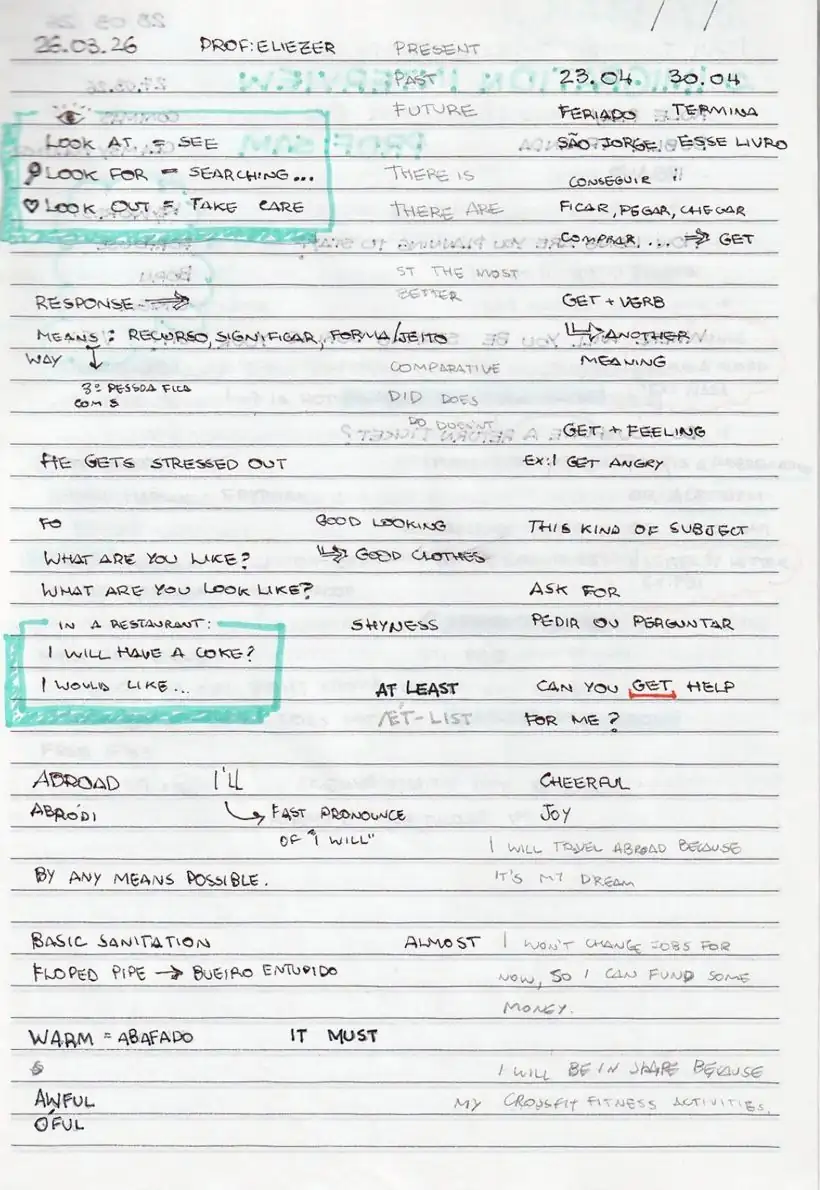 26.03.26 PROF: ELIEZER PRESENT
PAST 23.04 30.04
FUTURE FERIADO TERMINA
LOOK AT = SEE SÃO JORGE! ESSE LIVRO
LOOK FOR = SEARCHING... THERE IS CONSEGUIR
LOOK OUT = TAKE CARE THERE ARE FICAR, PEGAR, CHEGAR
COMPRAR... ⇒ GET
ST THE MOST
RESPONSE ⇒ BETTER GET + VERB
MEANS: RECURSO, SIGNIFICAR, FORMA/JEITO ↳ ANOTHER
WAY ↓ COMPARATIVE MEANING
3ª PESSOA FICA DID DOES
COM S
DO DOESN'T GET + FEELING
HE GETS STRESSED OUT EX: I GET ANGRY
FO GOOD LOOKING THIS KIND OF SUBJECT
WHAT ARE YOU LIKE? ↳ GOOD CLOTHES
WHAT ARE YOU LOOK LIKE? ASK FOR
IN A RESTAURANT: SHYNESS PEDIR OU PERGUNTAR
I WILL HAVE A COKE?
I WOULD LIKE... AT LEAST CAN YOU GET HELP
/ÉT-LIST FOR ME?
ABROAD I'LL CHEERFUL
ABRÓDI ↳ FAST PRONOUNCE JOY
OF "I WILL" I WILL TRAVEL ABROAD BECAUSE
BY ANY MEANS POSSIBLE. IT'S MY DREAM
BASIC SANITATION ALMOST I WON'T CHANGE JOBS FOR
FLOPED PIPE → BUEIRO ENTUPIDO NOW, SO I CAN FUND SOME
MONEY.
WARM = ABAFADO IT MUST
I WILL BE IN SHAPE BECAUSE
AWFUL MY CROSSFIT FITNESS ACTIVITIES.
ÓFUL